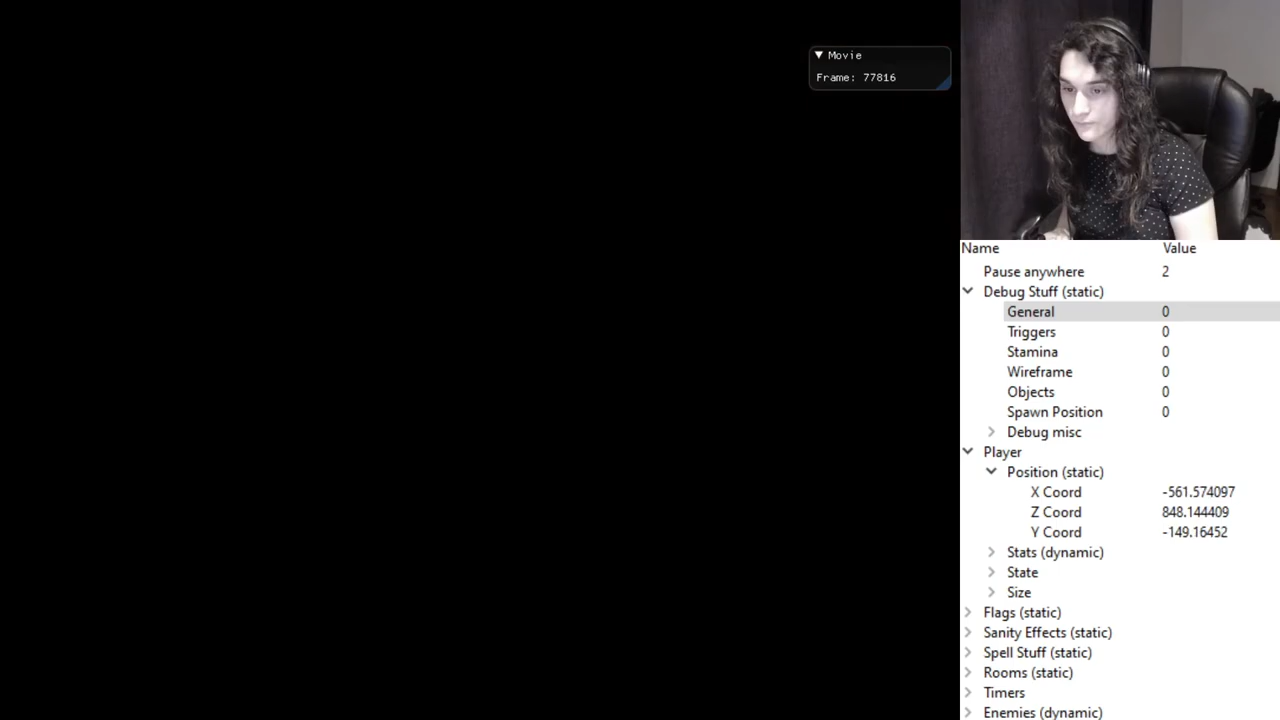 Movie
Frame: 77816
Name Value
Pause anywhere 2
Debug Stuff (static)
General 0
Triggers 0
Stamina 0
Wireframe 0
Objects 0
Spawn Position 0
Debug misc
Player
Position (static)
X Coord -561.574097
Z Coord 848.144409
Y Coord -149.16452
Stats (dynamic)
State
Size
Flags (static)
Sanity Effects (static)
Spell Stuff (static)
Rooms (static)
Timers
Enemies (dynamic)